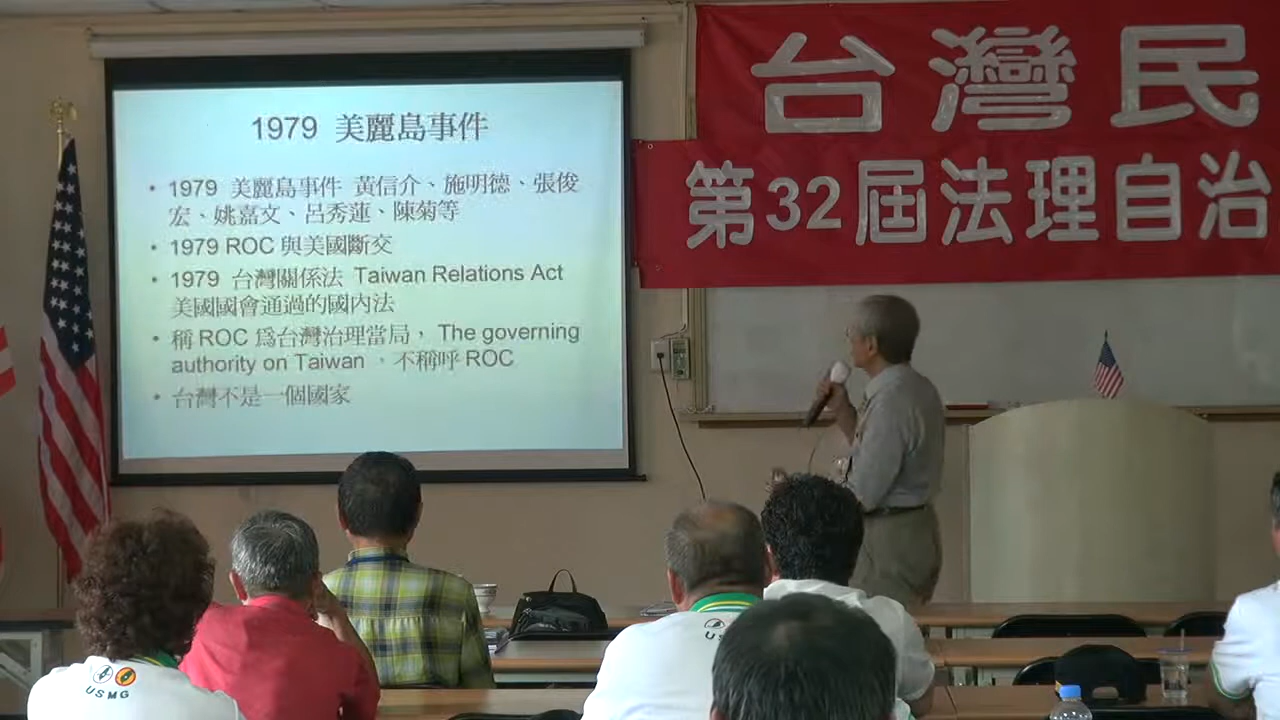 台灣民
第32屆法理自治
1979 美麗島事件
• 1979 美麗島事件 黃信介、施明德、張俊
宏、姚嘉文、呂秀蓮、陳菊等
• 1979 ROC 與美國斷交
• 1979 台灣關係法 Taiwan Relations Act
美國國會通過的國內法
• 稱 ROC 為台灣治理當局， The governing
authority on Taiwan ，不稱呼 ROC
• 台灣不是一個國家
USMG